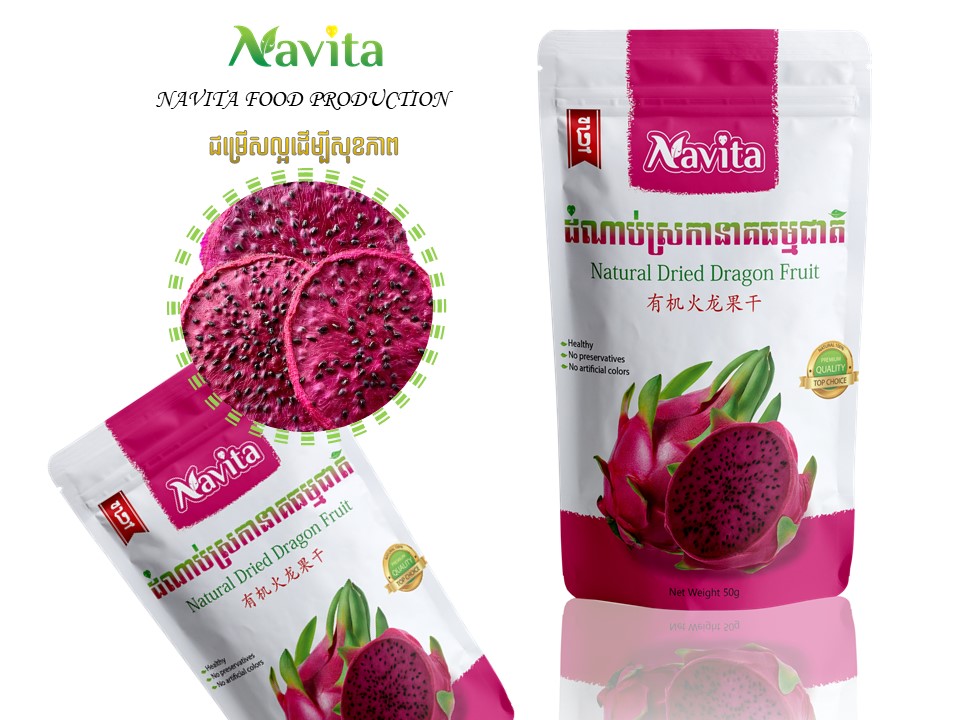 Navita
NAVITA FOOD PRODUCTION
ជម្រើសល្អដើម្បីសុខភាព
Navita
ដំណាប់ស្រកានាគធម្មជាតិ
Natural Dried Dragon Fruit
有机火龙果干
Healthy
No preservatives
No artificial colors
NATURAL 100%
PREMIUM
QUALITY
TOP CHOICE
Net Weight 50g
Navita
ដំណាប់ស្រកានាគធម្មជាតិ
Natural Dried Dragon Fruit
有机火龙果干
Healthy
No preservatives
No artificial colors
QUALITY
TOP CHOICE